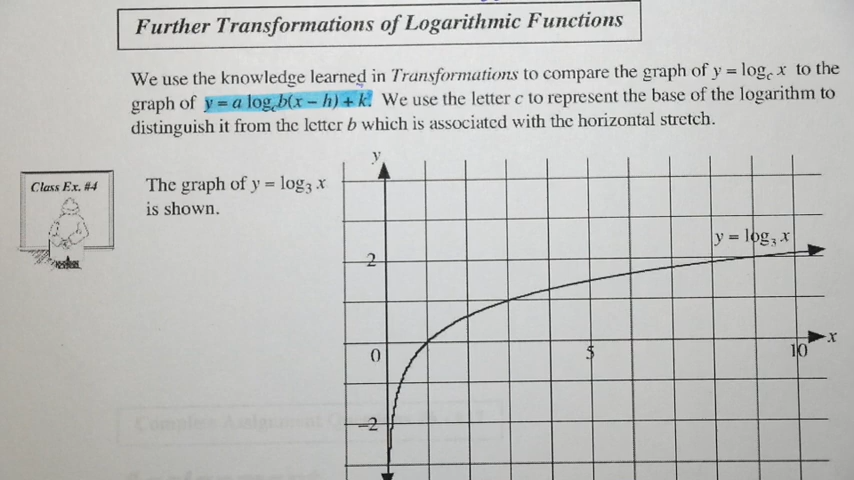 Further Transformations of Logarithmic Functions
We use the knowledge learned in Transformations to compare the graph of y = log_c x to the
graph of y = a log_c b(x – h) + k. We use the letter c to represent the base of the logarithm to
distinguish it from the letter b which is associated with the horizontal stretch.
Class Ex. #4
The graph of y = log₃ x
is shown.
y
y = log₃ x
2
x
0
5
10
–2